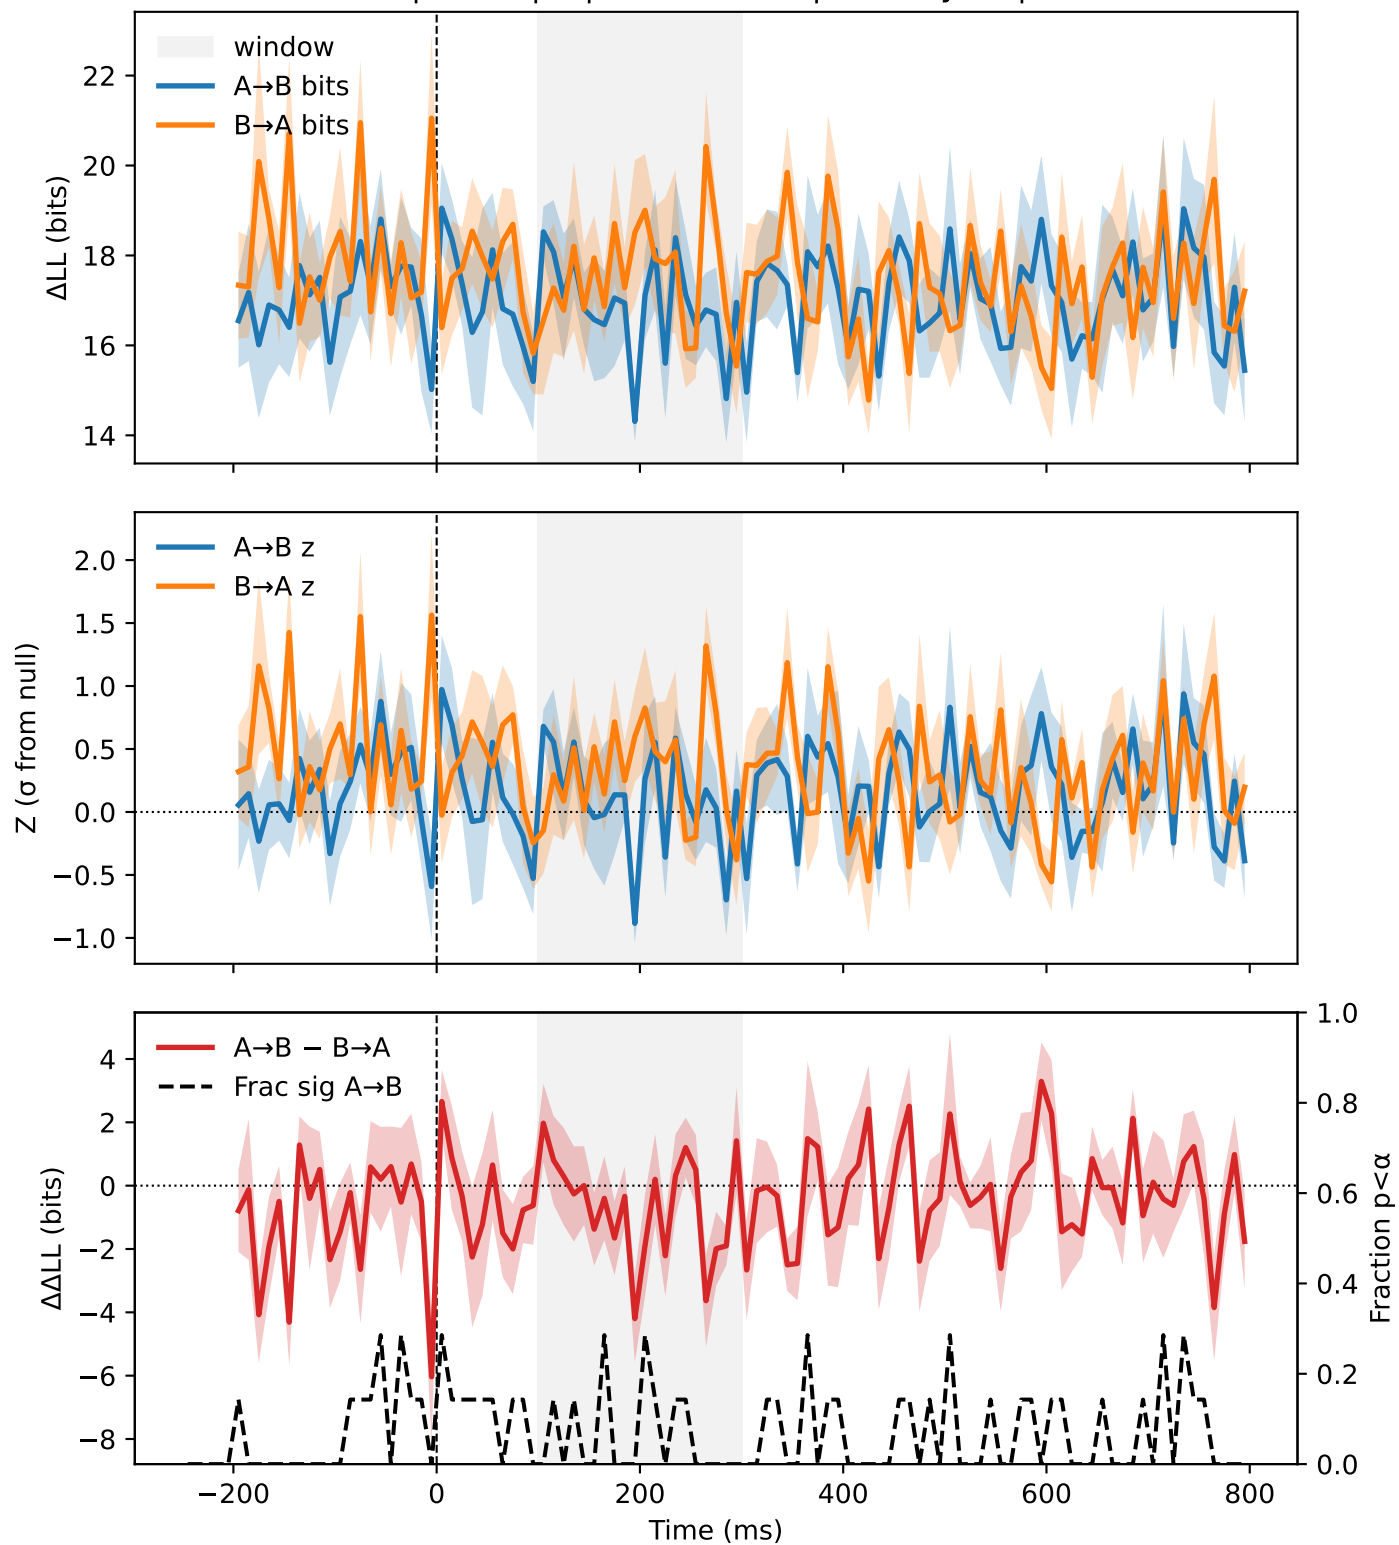 window
A→B bits
B→A bits
22
20
18
16
14
ΔLL (bits)
A→B z
B→A z
2.0
1.5
1.0
0.5
0.0
−0.5
−1.0
Z (σ from null)
A→B − B→A
Frac sig A→B
4
2
0
−2
−4
−6
−8
ΔΔLL (bits)
1.0
0.8
0.6
0.4
0.2
0.0
Fraction p<α
−200 0 200 400 600 800
Time (ms)